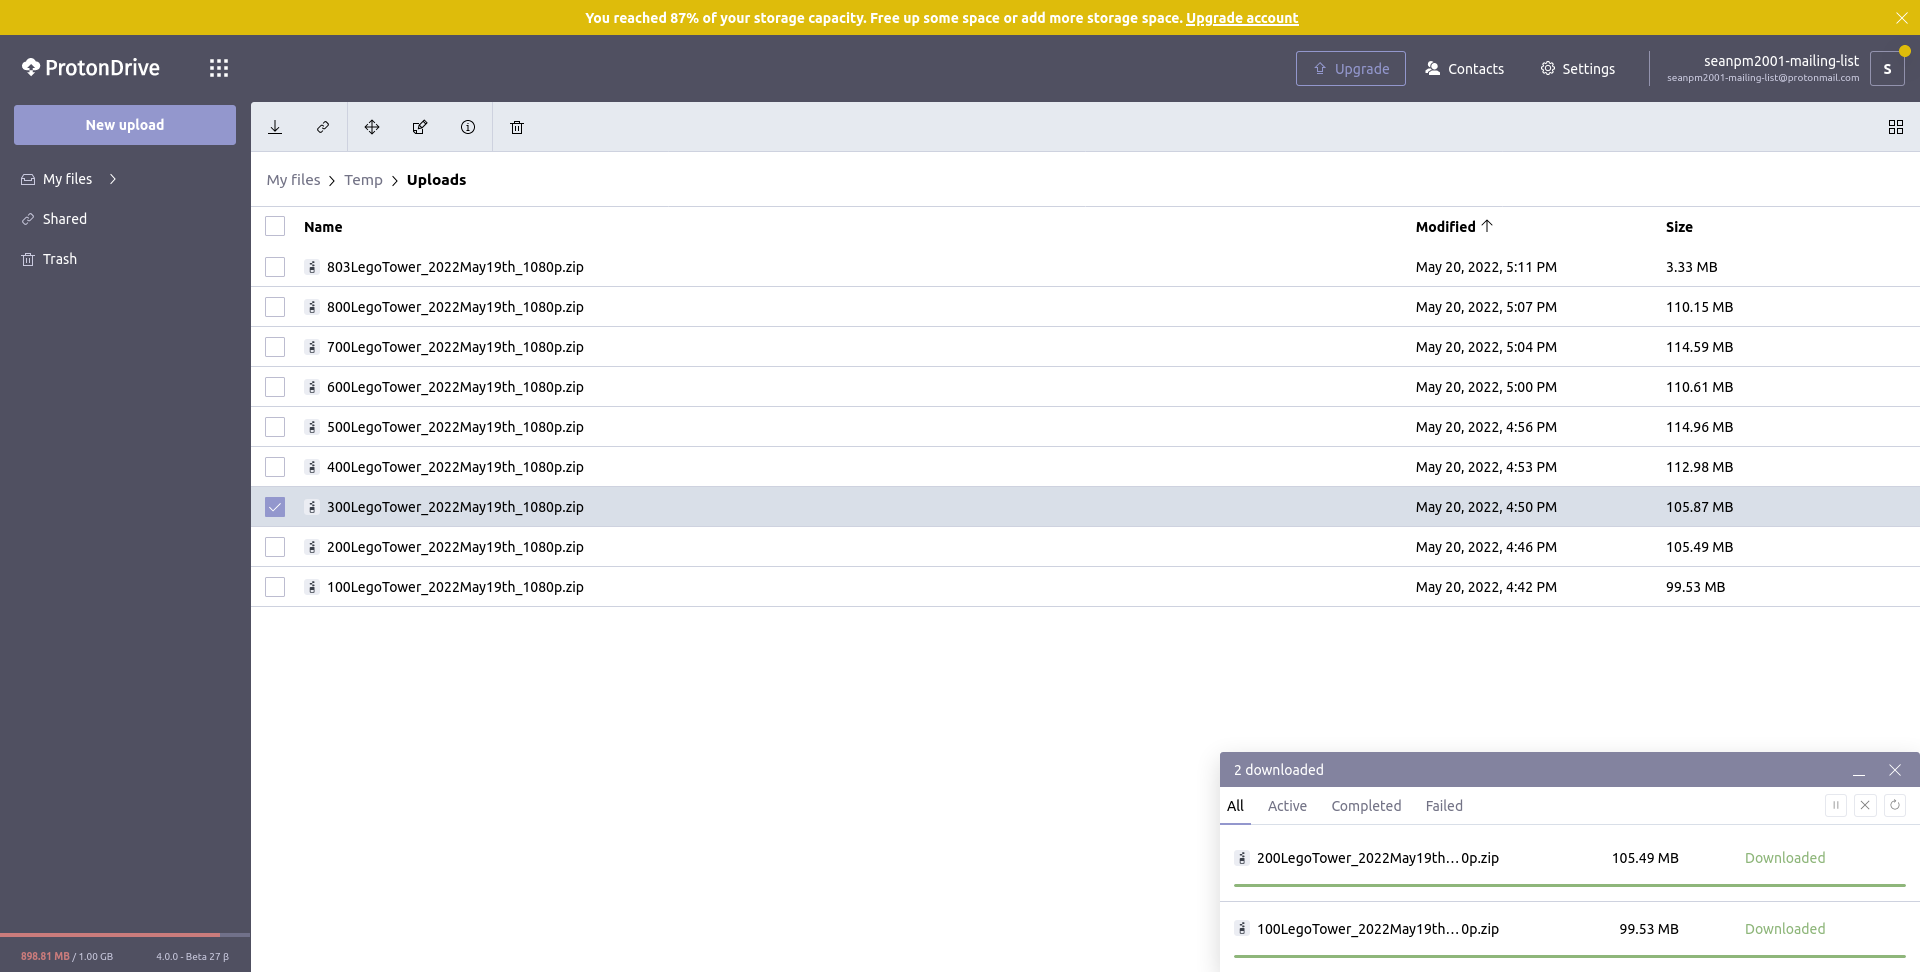 You reached 87% of your storage capacity. Free up some space or add more storage space. Upgrade account
ProtonDrive
Upgrade
Contacts
Settings
seanpm2001-mailing-list
seanpm2001-mailing-list@protonmail.com
S
New upload
My files
Shared
Trash
My files > Temp > Uploads
Name Modified Size
803LegoTower_2022May19th_1080p.zip May 20, 2022, 5:11 PM 3.33 MB
800LegoTower_2022May19th_1080p.zip May 20, 2022, 5:07 PM 110.15 MB
700LegoTower_2022May19th_1080p.zip May 20, 2022, 5:04 PM 114.59 MB
600LegoTower_2022May19th_1080p.zip May 20, 2022, 5:00 PM 110.61 MB
500LegoTower_2022May19th_1080p.zip May 20, 2022, 4:56 PM 114.96 MB
400LegoTower_2022May19th_1080p.zip May 20, 2022, 4:53 PM 112.98 MB
300LegoTower_2022May19th_1080p.zip May 20, 2022, 4:50 PM 105.87 MB
200LegoTower_2022May19th_1080p.zip May 20, 2022, 4:46 PM 105.49 MB
100LegoTower_2022May19th_1080p.zip May 20, 2022, 4:42 PM 99.53 MB
2 downloaded
All Active Completed Failed
200LegoTower_2022May19th...0p.zip 105.49 MB Downloaded
100LegoTower_2022May19th...0p.zip 99.53 MB Downloaded
898.81 MB / 1.00 GB 4.0.0 - Beta 27 β